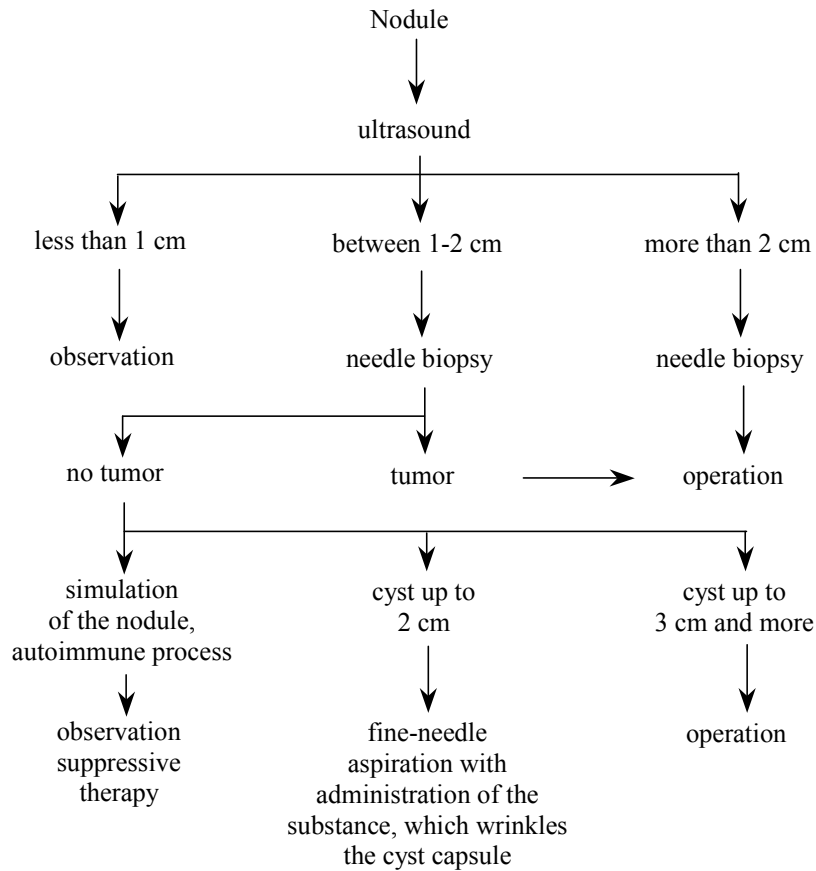 Nodule
ultrasound
less than 1 cm
between 1-2 cm
more than 2 cm
observation
needle biopsy
needle biopsy
no tumor
tumor
operation
simulation
of the nodule,
autoimmune process
cyst up to
2 cm
cyst up to
3 cm and more
observation
suppressive
therapy
fine-needle
aspiration with
administration of the
substance, which wrinkles
the cyst capsule
operation